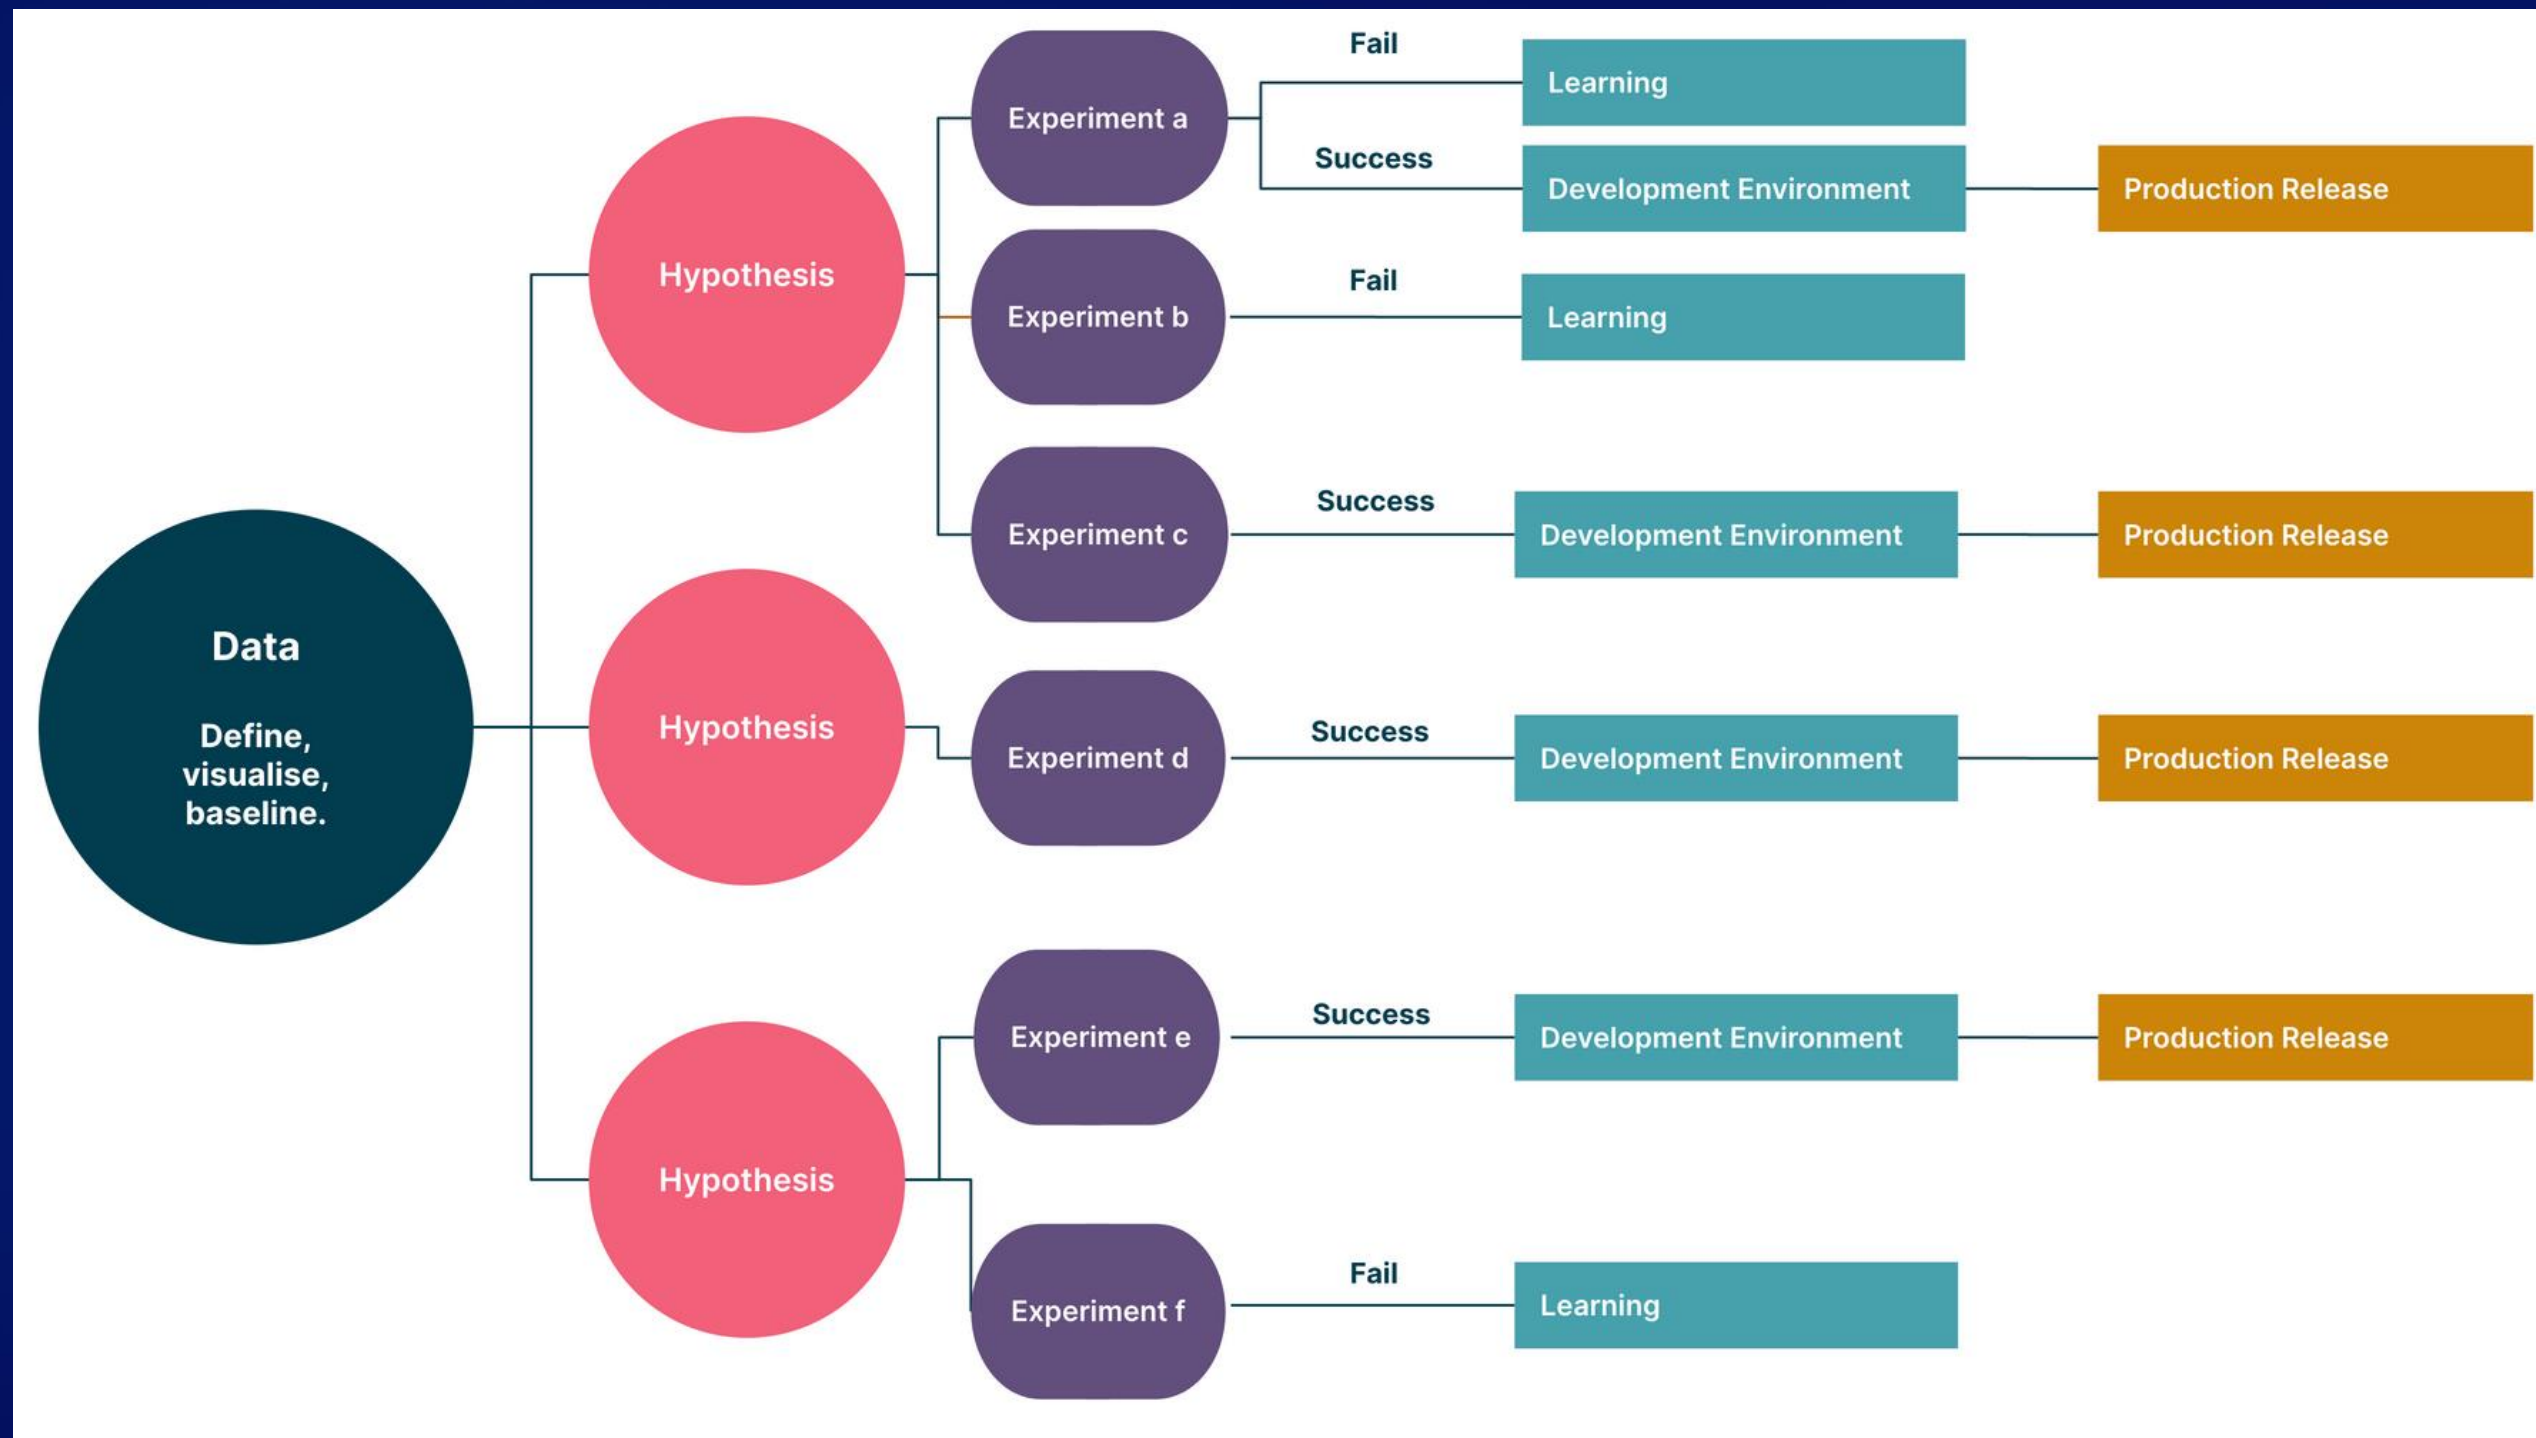 Data
Define,
visualise,
baseline.
Hypothesis
Experiment a
Fail
Learning
Success
Development Environment
Production Release
Experiment b
Fail
Learning
Experiment c
Success
Development Environment
Production Release
Hypothesis
Experiment d
Success
Development Environment
Production Release
Hypothesis
Experiment e
Success
Development Environment
Production Release
Experiment f
Fail
Learning